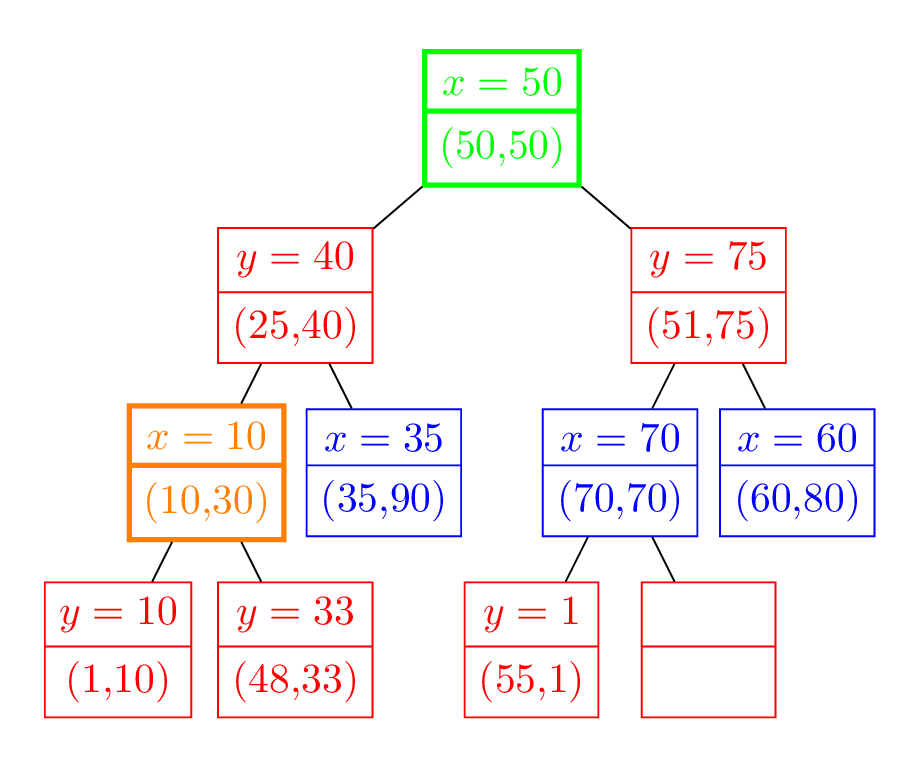 x = 50
(50,50)
y = 40
(25,40)
y = 75
(51,75)
x = 10
(10,30)
x = 35
(35,90)
x = 70
(70,70)
x = 60
(60,80)
y = 10
(1,10)
y = 33
(48,33)
y = 1
(55,1)